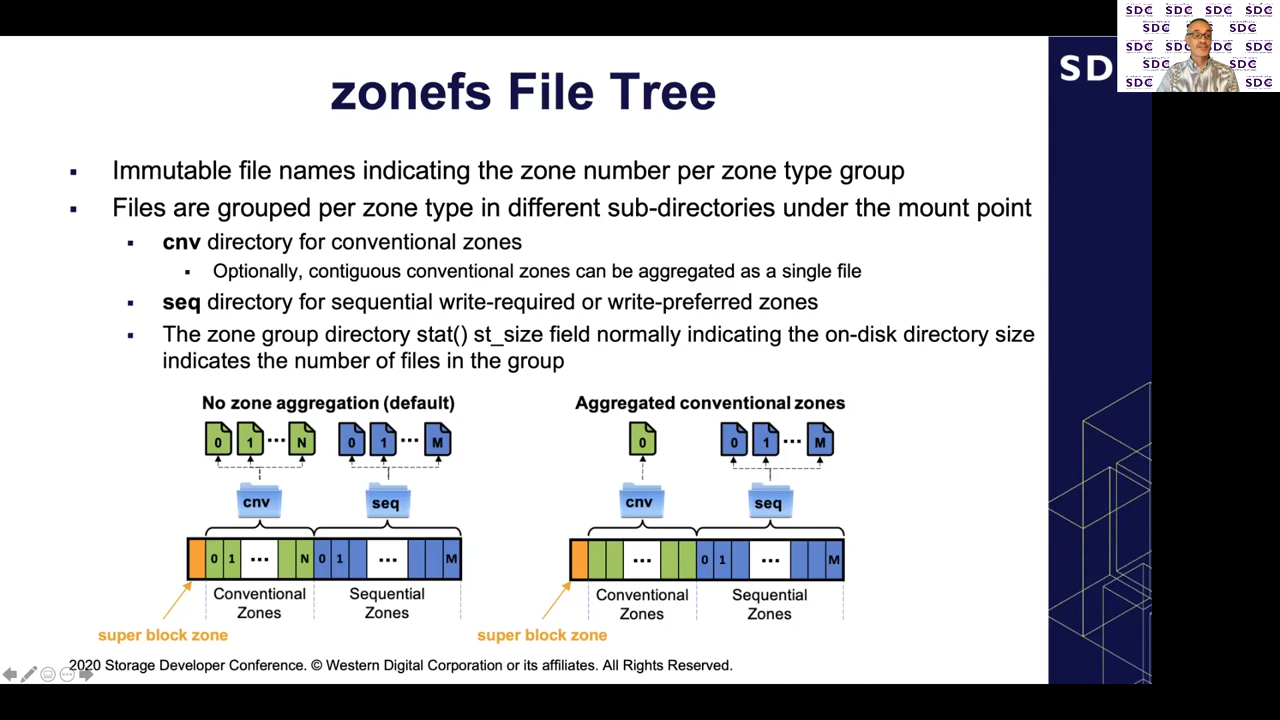 SDC SDC SDC SDC
SDC SDC
SDC SDC SDC
SDC SDC
SDC SDC
SD
zonefs File Tree
▪ Immutable file names indicating the zone number per zone type group
▪ Files are grouped per zone type in different sub-directories under the mount point
▪ cnv directory for conventional zones
▪ Optionally, contiguous conventional zones can be aggregated as a single file
▪ seq directory for sequential write-required or write-preferred zones
▪ The zone group directory stat() st_size field normally indicating the on-disk directory size
indicates the number of files in the group
No zone aggregation (default)
0 1 ··· N 0 1 ··· M
cnv seq
0 1 ··· N 0 1 ··· M
Conventional
Zones
Sequential
Zones
super block zone
Aggregated conventional zones
0 0 1 ··· M
cnv seq
··· 0 1 ··· M
Conventional
Zones
Sequential
Zones
super block zone
2020 Storage Developer Conference. © Western Digital Corporation or its affiliates. All Rights Reserved.